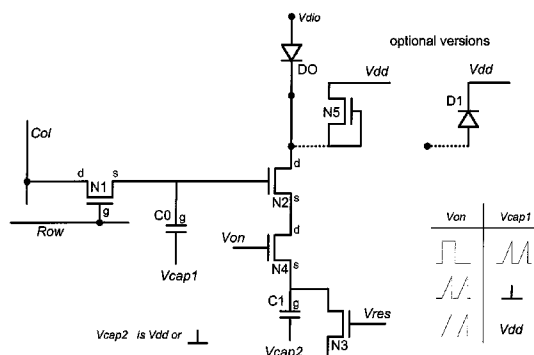 Vdio
optional versions
DO
Vdd
Vdd
N5
D1
Col
d
s
N1
g
Row
d
N2
s
C0
g
Vcap1
Von
d
s
N4
C1
g
Vres
N3
Vcap2
Vcap2 is Vdd or
Von
Vcap1
Vdd